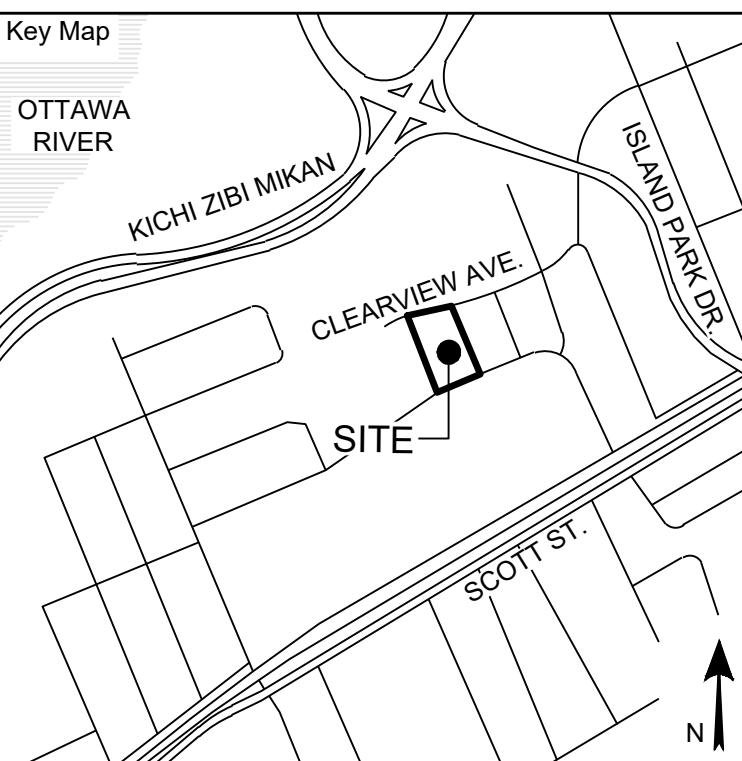 Key Map
OTTAWA
RIVER
KICHI ZIBI MIKAN
ISLAND PARK DR.
CLEARVIEW AVE.
SITE
SCOTT ST.
N